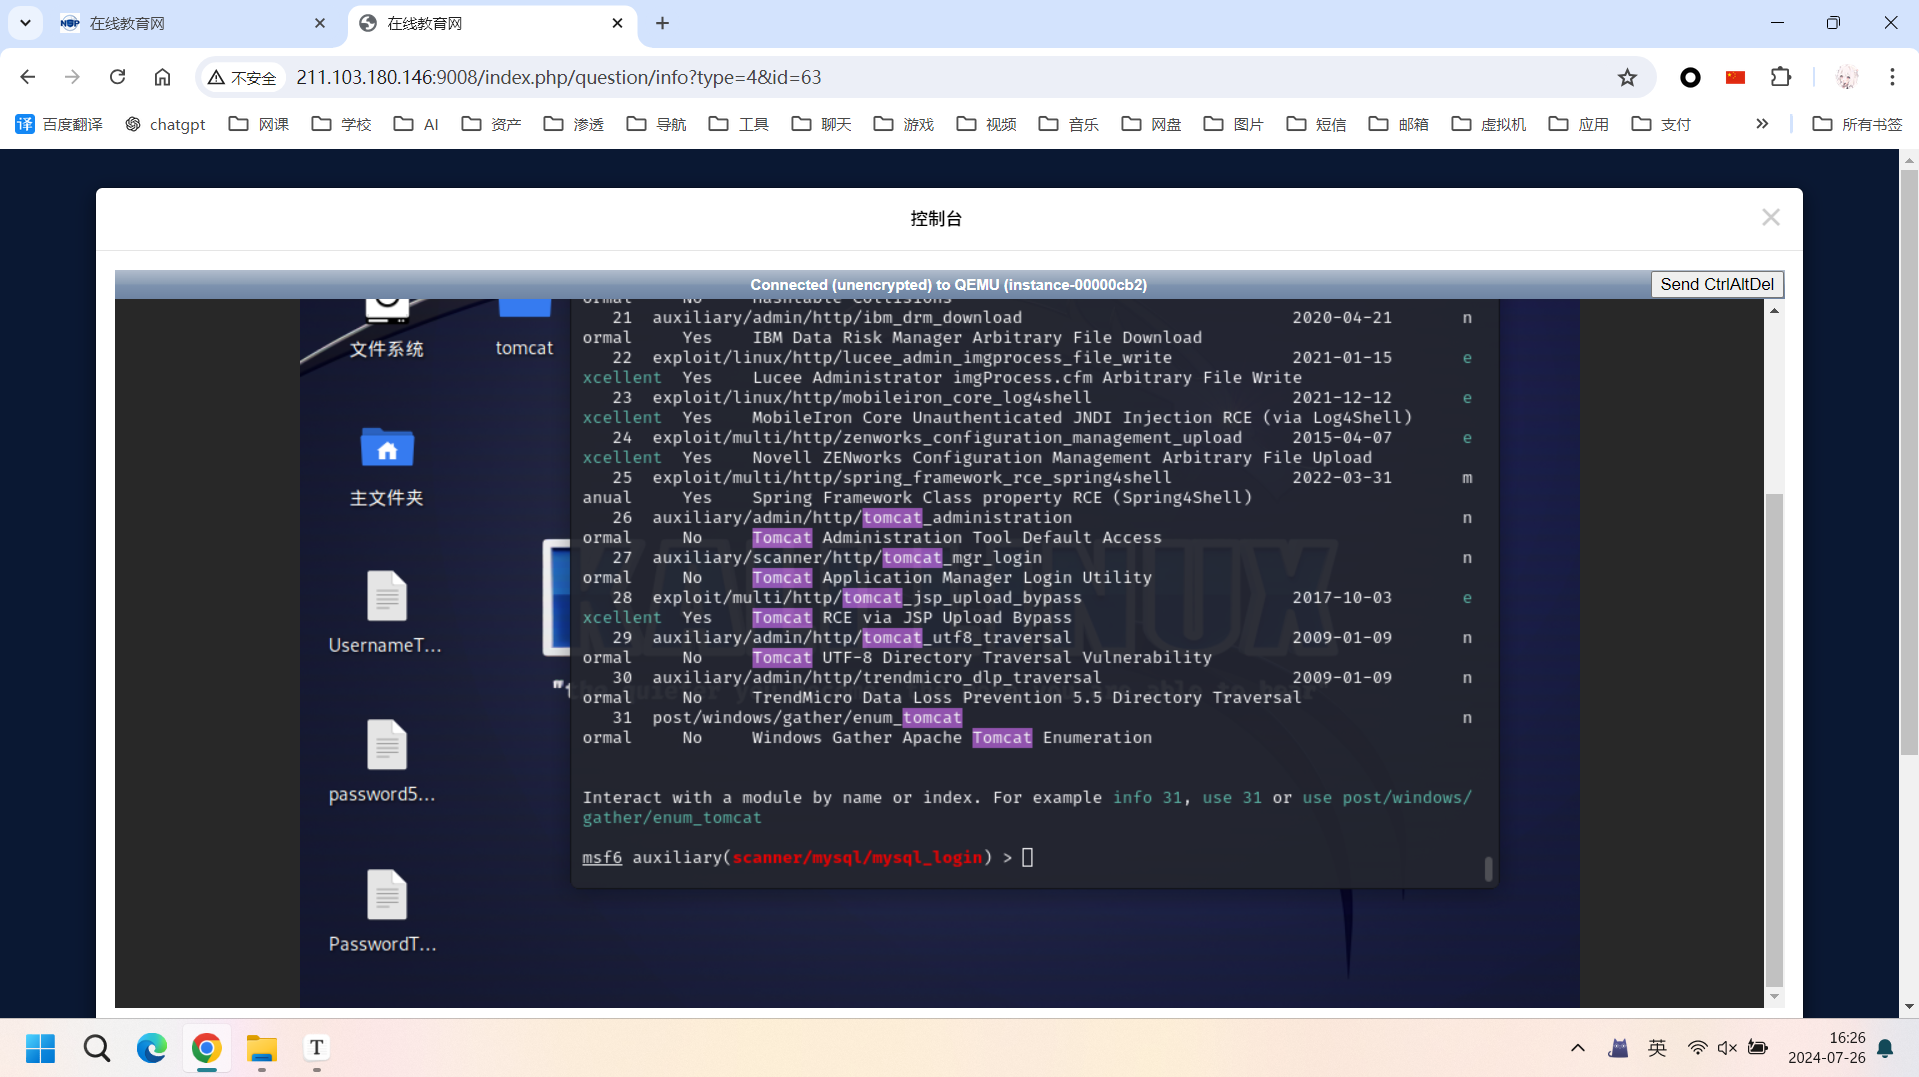 NOP 在线教育网
在线教育网
不安全
211.103.180.146:9008/index.php/question/info?type=4&id=63
译 百度翻译
chatgpt
网课
学校
AI
资产
渗透
导航
工具
聊天
游戏
视频
音乐
网盘
图片
短信
邮箱
虚拟机
应用
支付
所有书签
控制台
Connected (unencrypted) to QEMU (instance-00000cb2)
Send CtrlAltDel
文件系统
tomcat
主文件夹
UsernameT...
password5...
PasswordT...
ormal No Hashtable Collisions
21 auxiliary/admin/http/ibm_drm_download 2020-04-21 n
ormal Yes IBM Data Risk Manager Arbitrary File Download
22 exploit/linux/http/lucee_admin_imgprocess_file_write 2021-01-15 e
xcellent Yes Lucee Administrator imgProcess.cfm Arbitrary File Write
23 exploit/linux/http/mobileiron_core_log4shell 2021-12-12 e
xcellent Yes MobileIron Core Unauthenticated JNDI Injection RCE (via Log4Shell)
24 exploit/multi/http/zenworks_configuration_management_upload 2015-04-07 e
xcellent Yes Novell ZENworks Configuration Management Arbitrary File Upload
25 exploit/multi/http/spring_framework_rce_spring4shell 2022-03-31 m
anual Yes Spring Framework Class property RCE (Spring4Shell)
26 auxiliary/admin/http/tomcat_administration n
ormal No Tomcat Administration Tool Default Access
27 auxiliary/scanner/http/tomcat_mgr_login n
ormal No Tomcat Application Manager Login Utility
28 exploit/multi/http/tomcat_jsp_upload_bypass 2017-10-03 e
xcellent Yes Tomcat RCE via JSP Upload Bypass
29 auxiliary/admin/http/tomcat_utf8_traversal 2009-01-09 n
ormal No Tomcat UTF-8 Directory Traversal Vulnerability
30 auxiliary/admin/http/trendmicro_dlp_traversal 2009-01-09 n
ormal No TrendMicro Data Loss Prevention 5.5 Directory Traversal
31 post/windows/gather/enum_tomcat n
ormal No Windows Gather Apache Tomcat Enumeration
Interact with a module by name or index. For example info 31, use 31 or use post/windows/
gather/enum_tomcat
msf6 auxiliary(scanner/mysql/mysql_login) >
T
英
16:26
2024-07-26